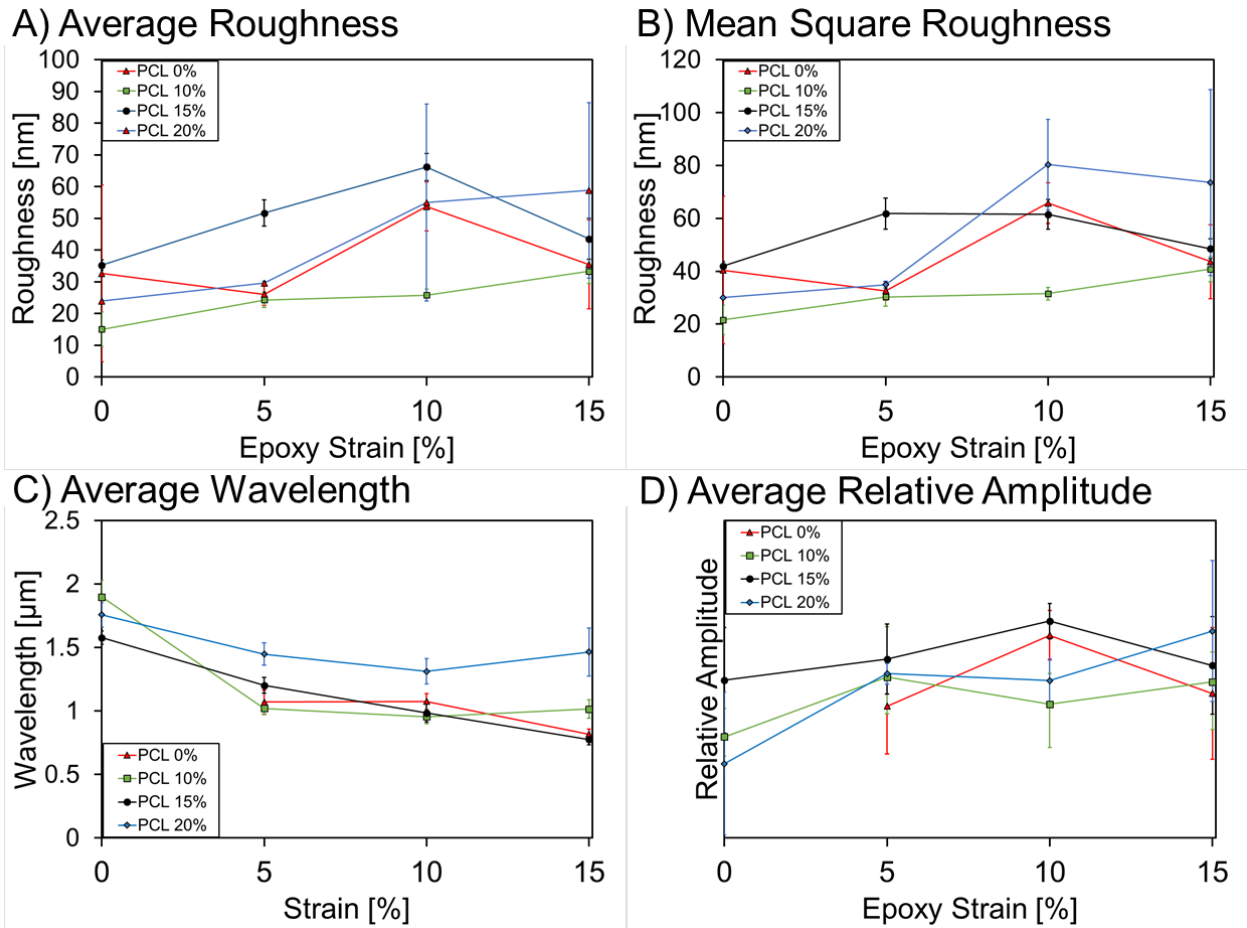 A) Average Roughness
100
90
80
70
60
50
40
30
20
10
0
Roughness [nm]
PCL 0%
PCL 10%
PCL 15%
PCL 20%
0 5 10 15
Epoxy Strain [%]
B) Mean Square Roughness
120
100
80
60
40
20
0
Roughness [nm]
PCL 0%
PCL 10%
PCL 15%
PCL 20%
0 5 10 15
Epoxy Strain [%]
C) Average Wavelength
2.5
2
1.5
1
0.5
0
Wavelength [µm]
PCL 0%
PCL 10%
PCL 15%
PCL 20%
0 5 10 15
Strain [%]
D) Average Relative Amplitude
Relative Amplitude
PCL 0%
PCL 10%
PCL 15%
PCL 20%
0 5 10 15
Epoxy Strain [%]